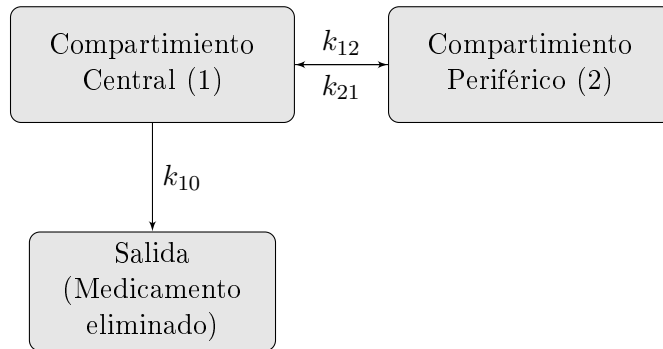 Compartimiento
Central (1)
k12
k21
Compartimiento
Periférico (2)
k10
Salida
(Medicamento
eliminado)